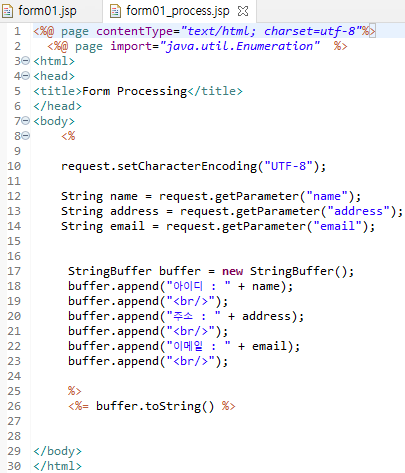 form01.jsp form01_process.jsp
1 <%@ page contentType="text/html; charset=utf-8"%>
2 <%@ page import="java.util.Enumeration"  %>
3 <html>
4 <head>
5 <title>Form Processing</title>
6 </head>
7 <body>
8 <%
9
10 request.setCharacterEncoding("UTF-8");
11
12 String name = request.getParameter("name");
13 String address = request.getParameter("address");
14 String email = request.getParameter("email");
15
16
17 StringBuffer buffer = new StringBuffer();
18 buffer.append("아이디 : " + name);
19 buffer.append("<br/>");
20 buffer.append("주소 : " + address);
21 buffer.append("<br/>");
22 buffer.append("이메일 : " + email);
23 buffer.append("<br/>");
24
25 %>
26 <%= buffer.toString() %>
27
28
29 </body>
30 </html>